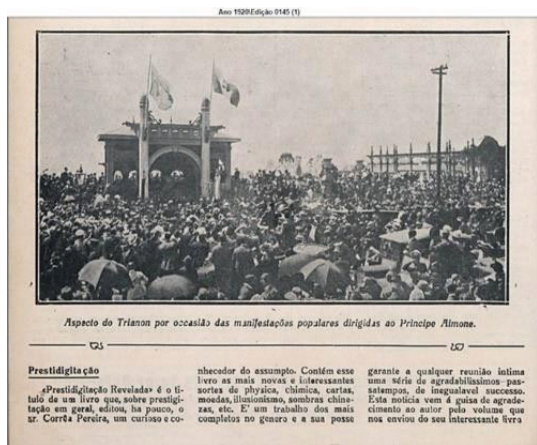 Ano 1920\Edição 0145 (1)
Aspecto do Trianon por occasião das manifestações populares dirigidas ao Principe Aimone.
Prestidigitação
«Prestidigitação Revelada» é o ti-
tulo de um livro que, sobre prestigi-
tação em geral, editou, ha pouco, o
sr. Corrêa Pereira, um curioso e co-
nhecedor do assumpto. Contém esse
livro as mais novas e interessantes
sortes de physica, chimica, cartas,
moedas, illusionismo, sombras chine-
zas, etc. E' um trabalho dos mais
completos no genero e a sua posse
garante a qualquer reunião intima
uma série de agradabilissimos pas-
satempos, de inegualavel successo.
Esta noticia vem á guisa de agrade-
cimento ao autor pelo volume que
nos enviou do seu interessante livro